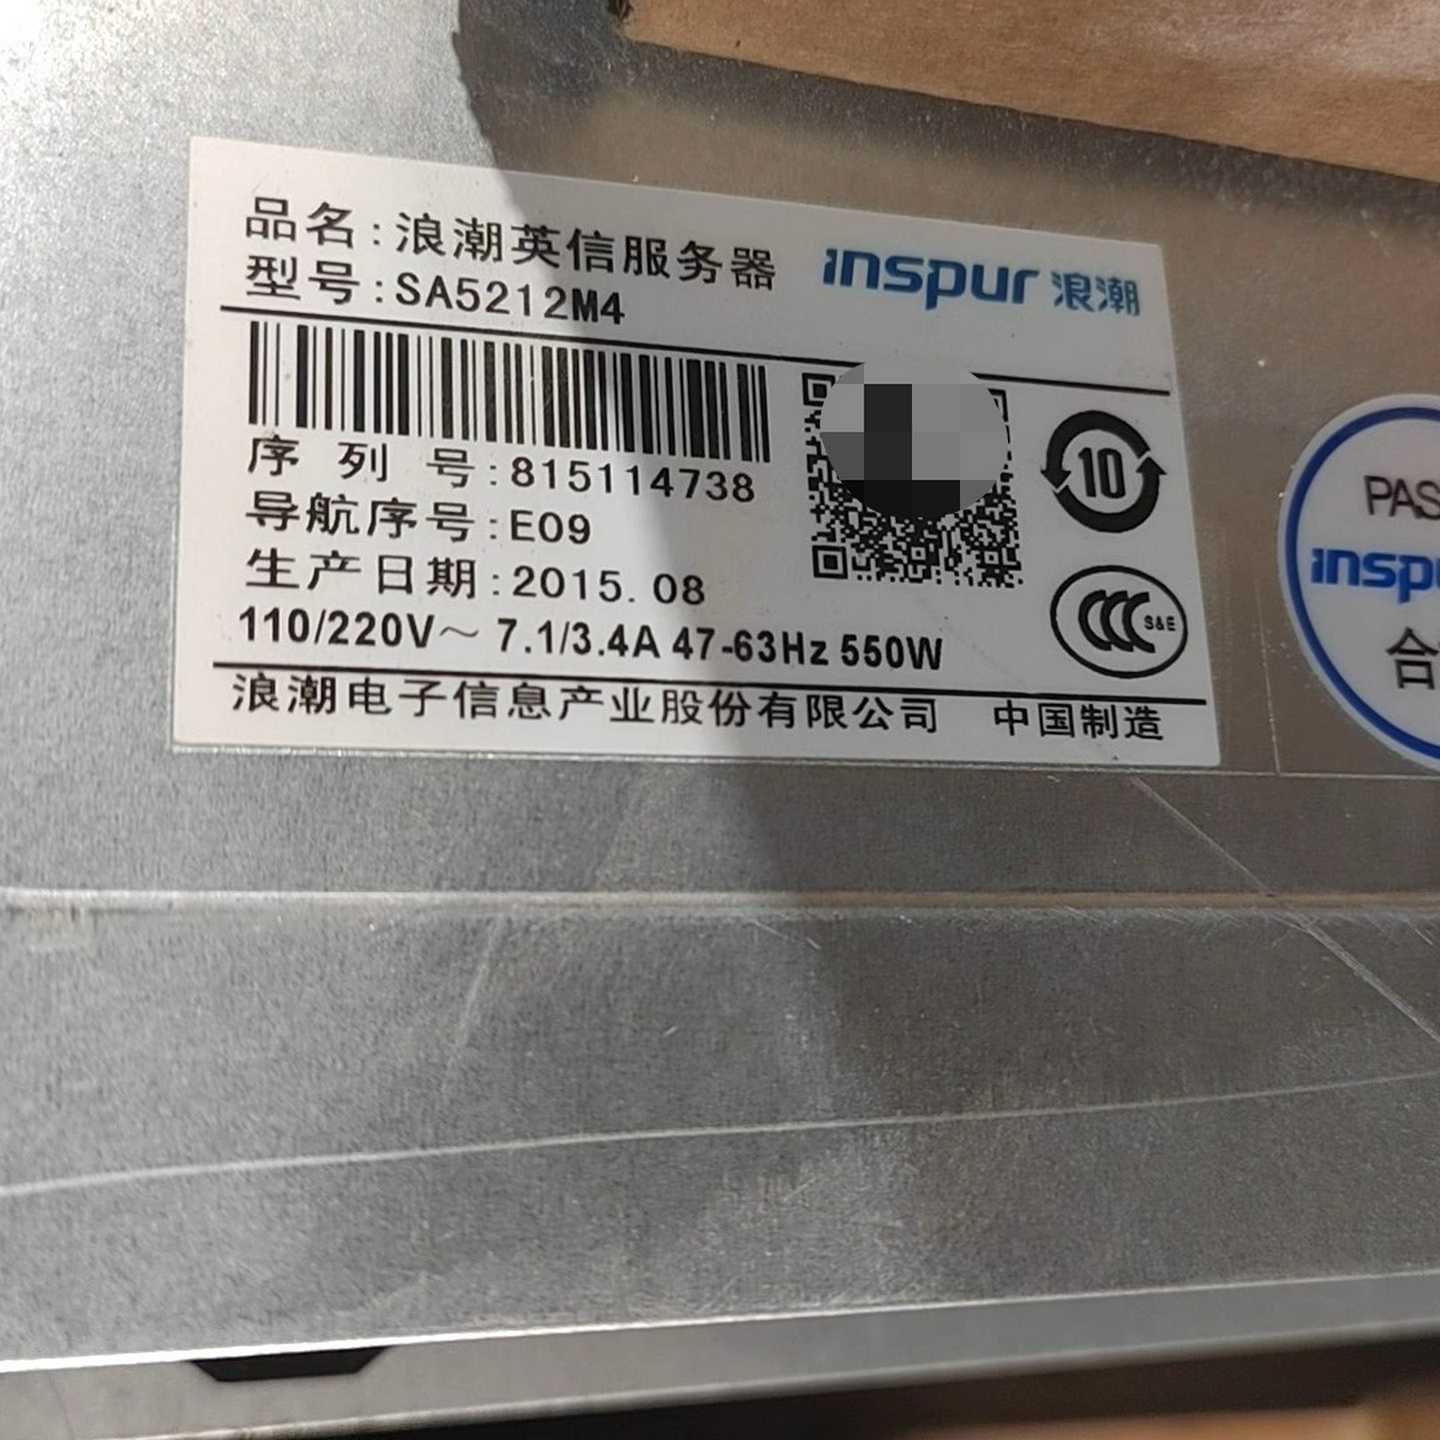 品名:浪潮英信服务器
inspur 浪潮
型号:SA5212M4
序列号:815114738
导航序号:E09
生产日期:2015.08
110/220V～ 7.1/3.4A 47-63Hz 550W
浪潮电子信息产业股份有限公司 中国制造
10
CCC S&E
PAS
inspu
合